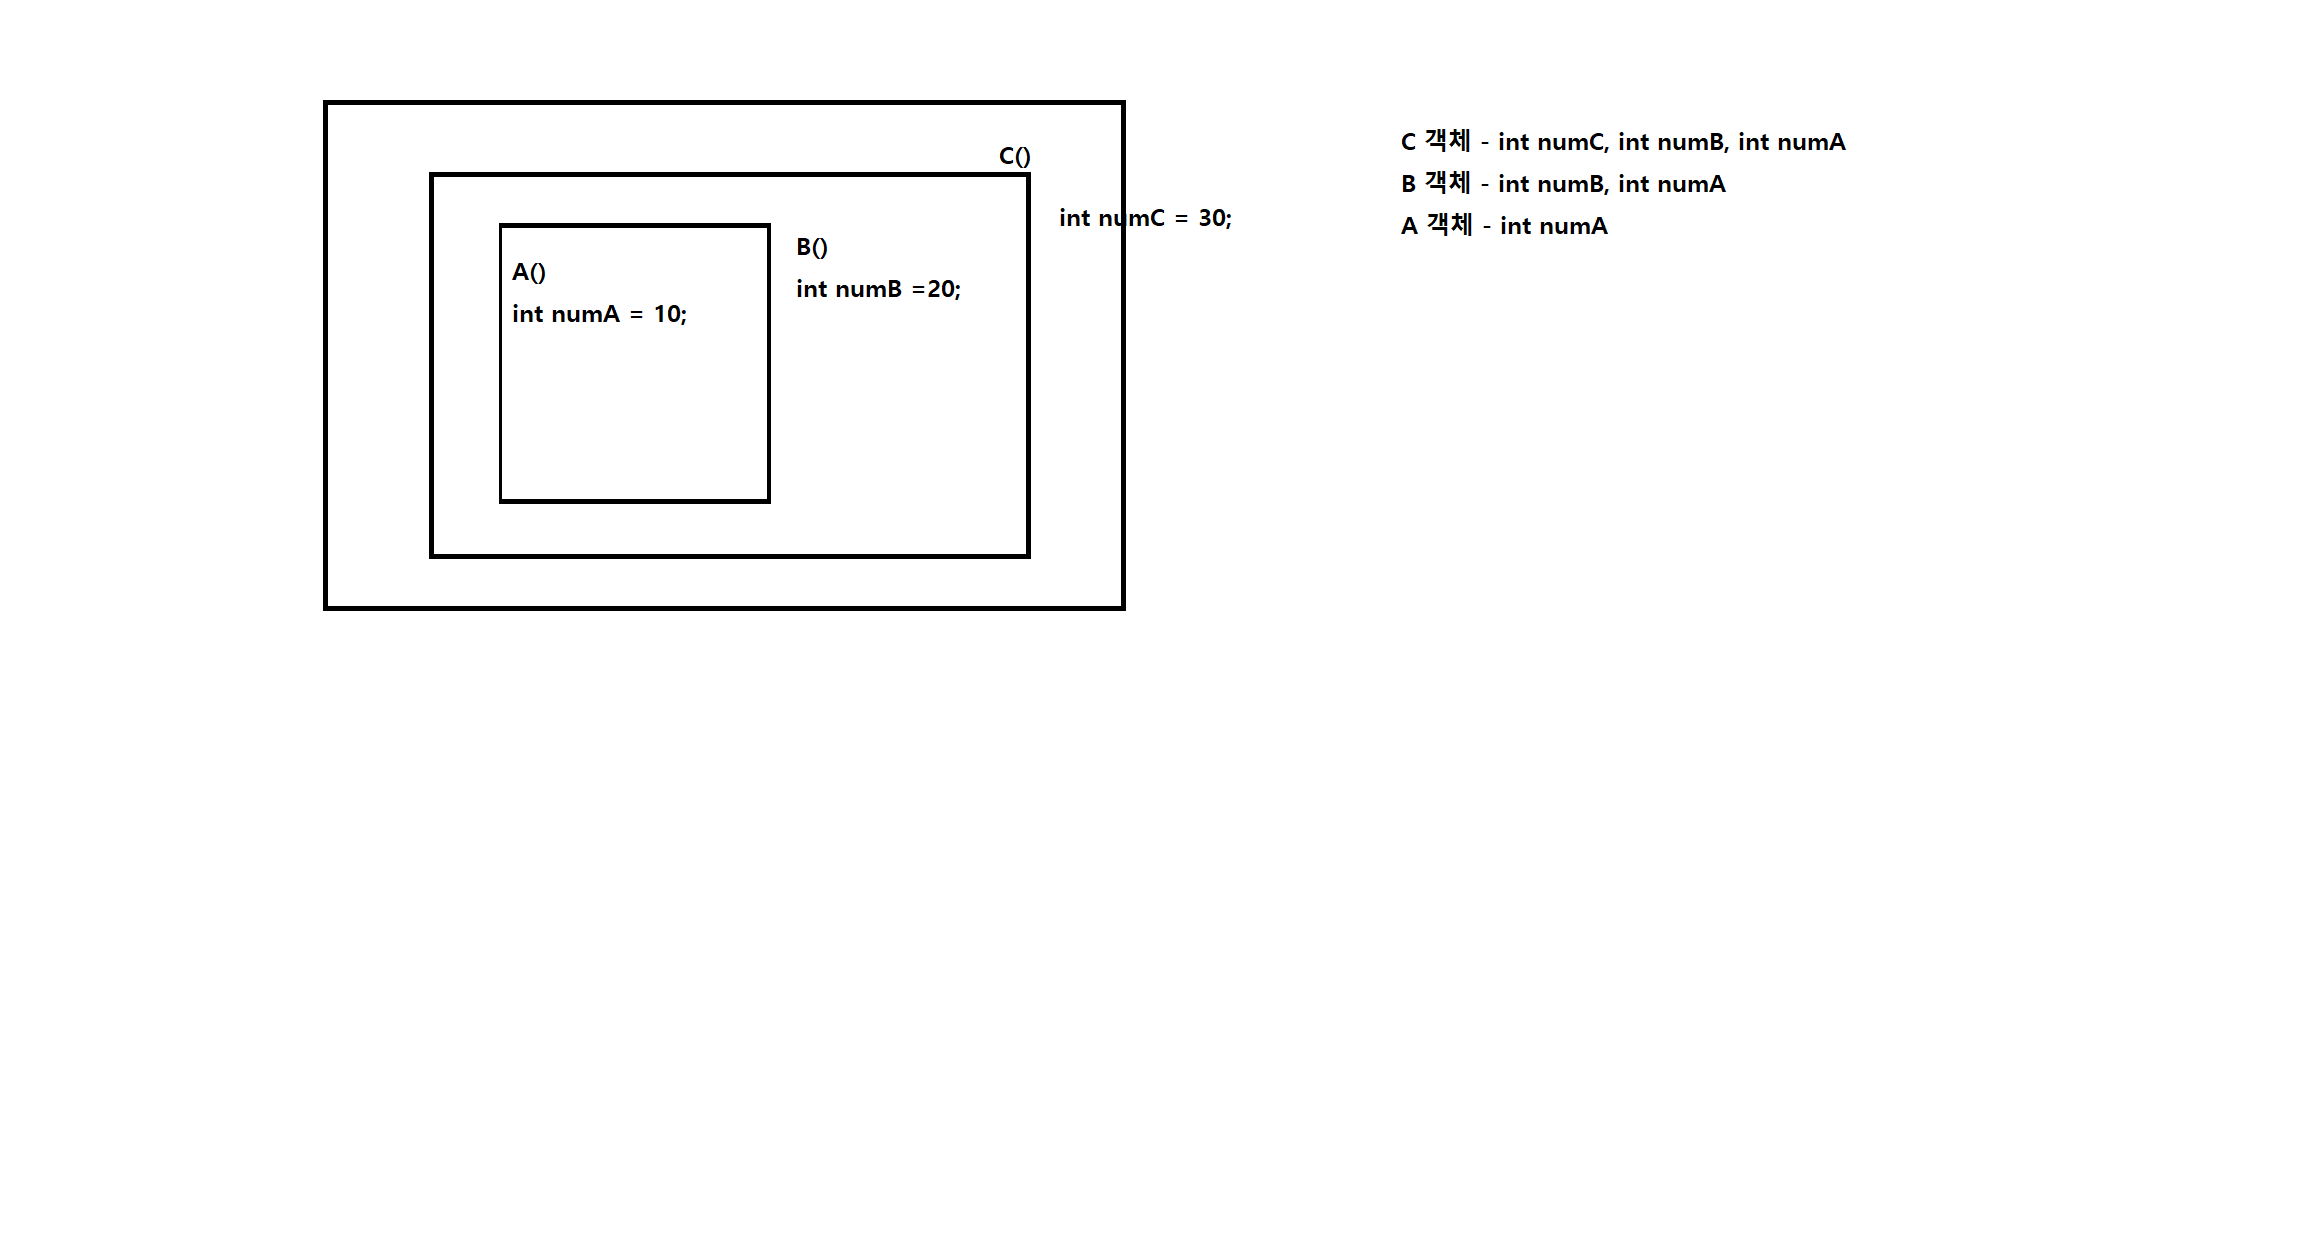 C()
int numC = 30;
B()
int numB =20;
A()
int numA = 10;
C 객체 - int numC, int numB, int numA
B 객체 - int numB, int numA
A 객체 - int numA